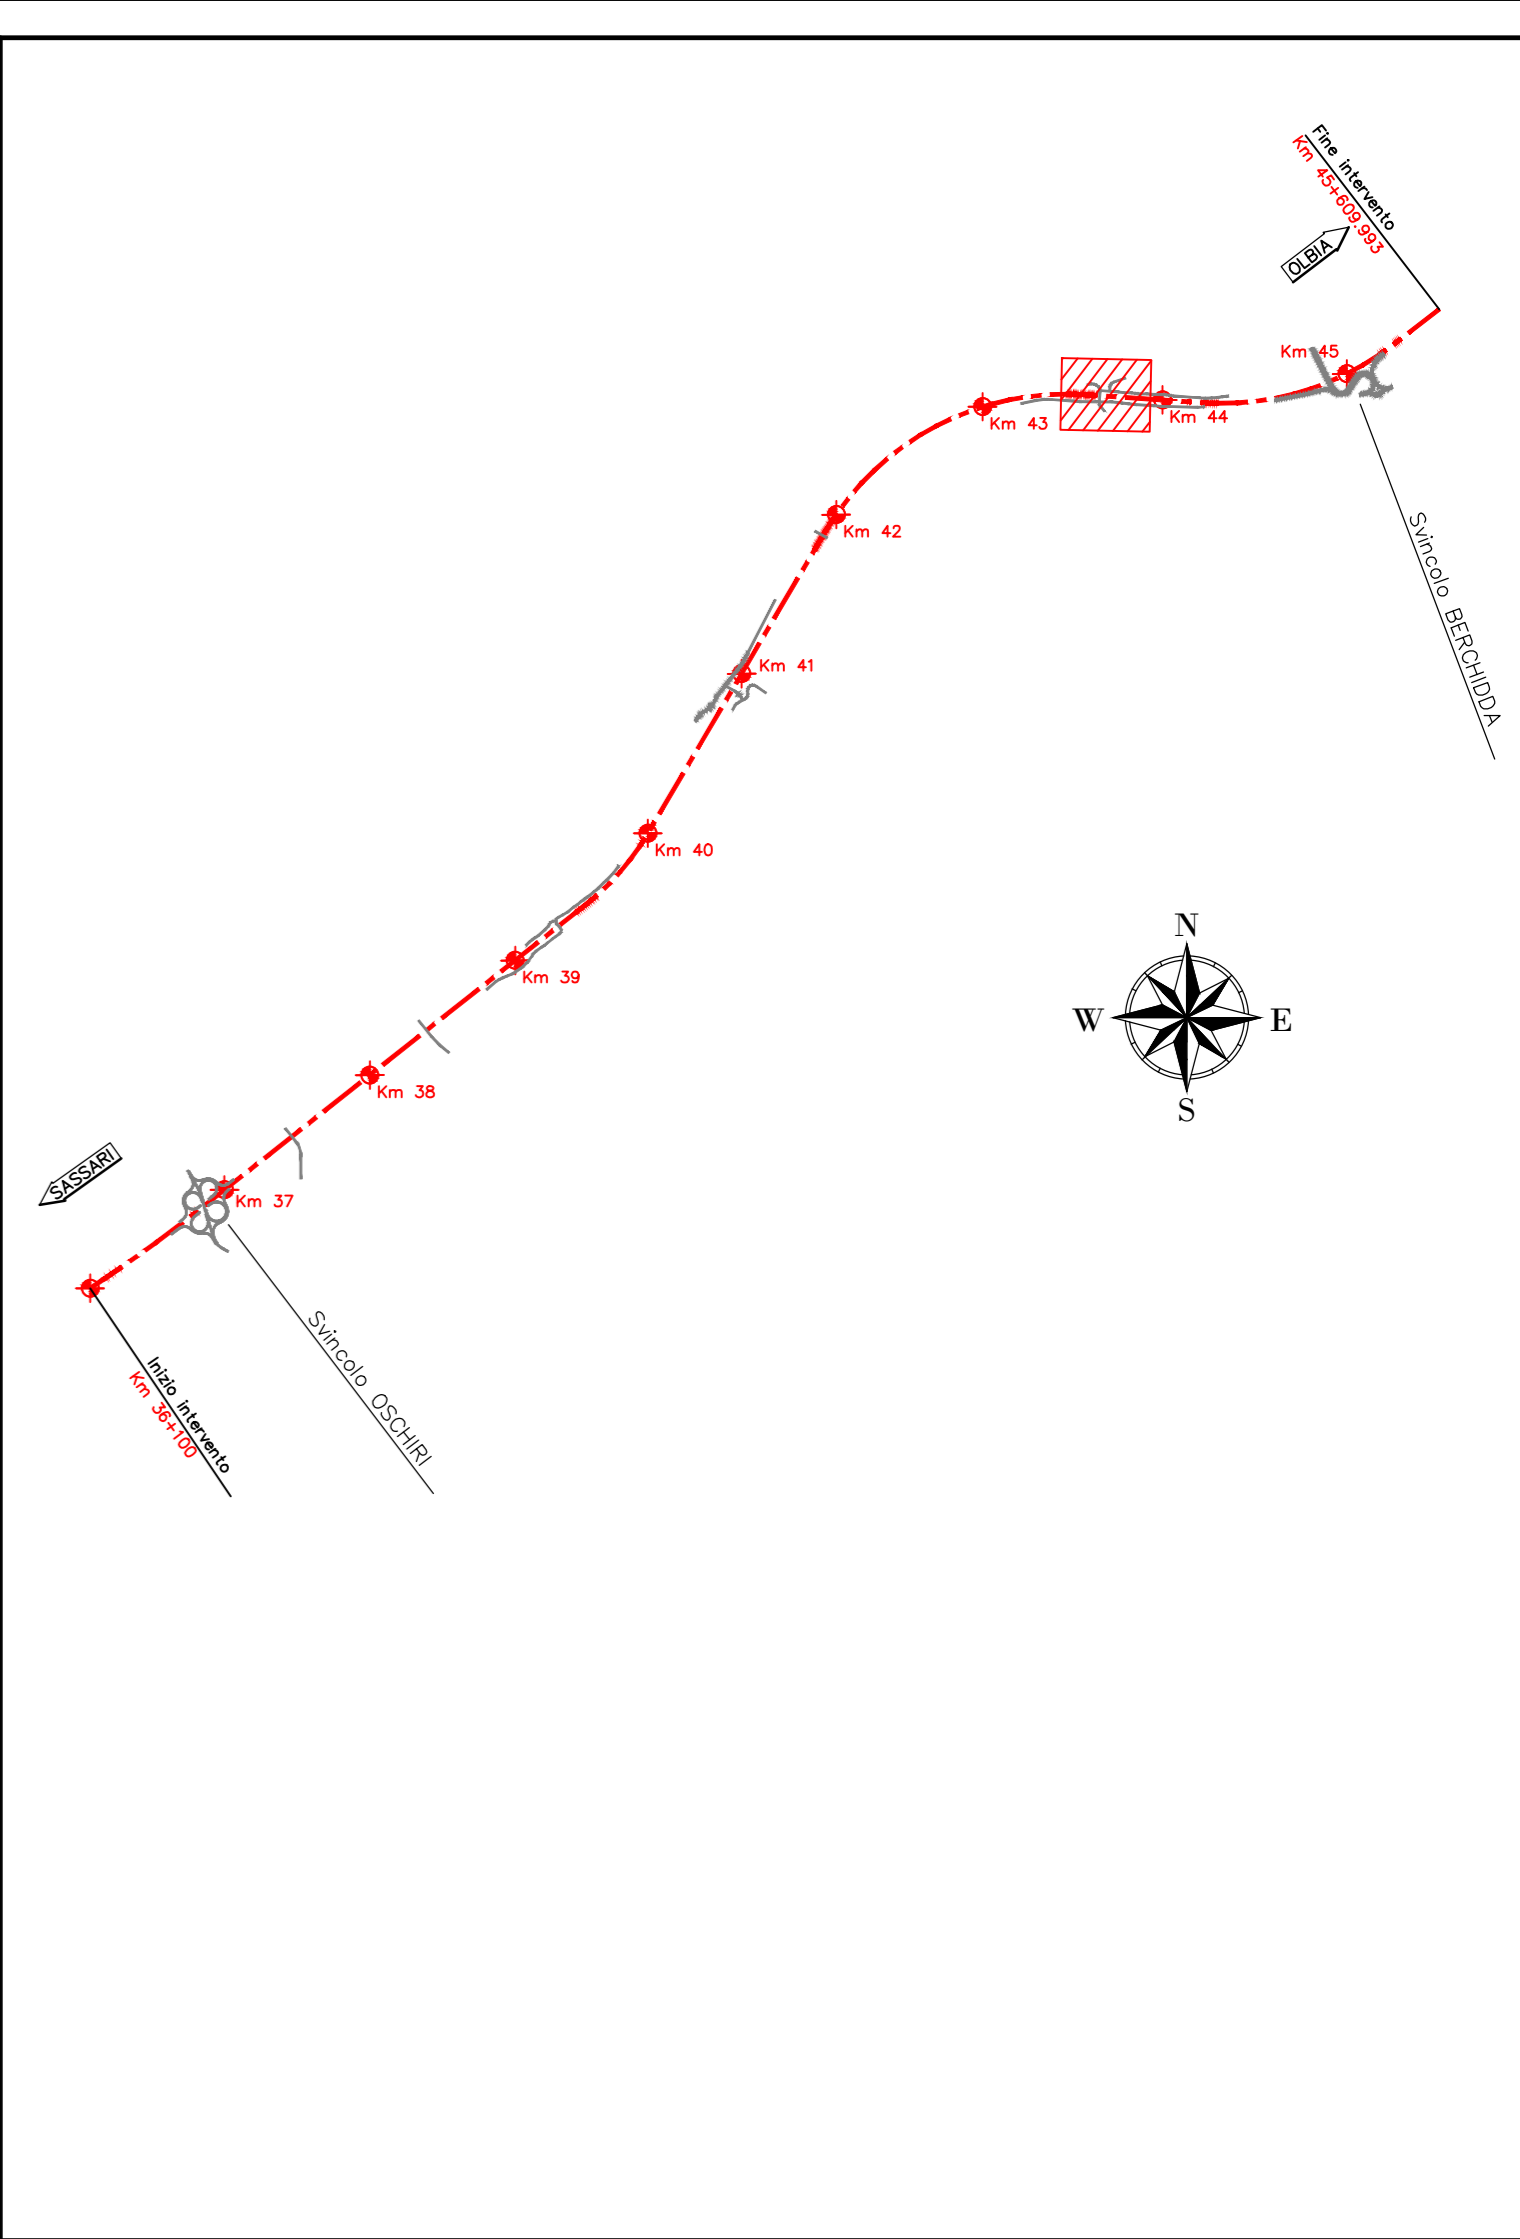 Fine intervento
Km 45+609.993
OLBIA
Km 45
Km 43
Km 44
Km 42
Svincolo BERCHIDDA
Km 41
Km 40
N
W
E
S
Km 39
Km 38
SASSARI
Km 37
Inizio intervento
Km 36+100
Svincolo OSCHIRI